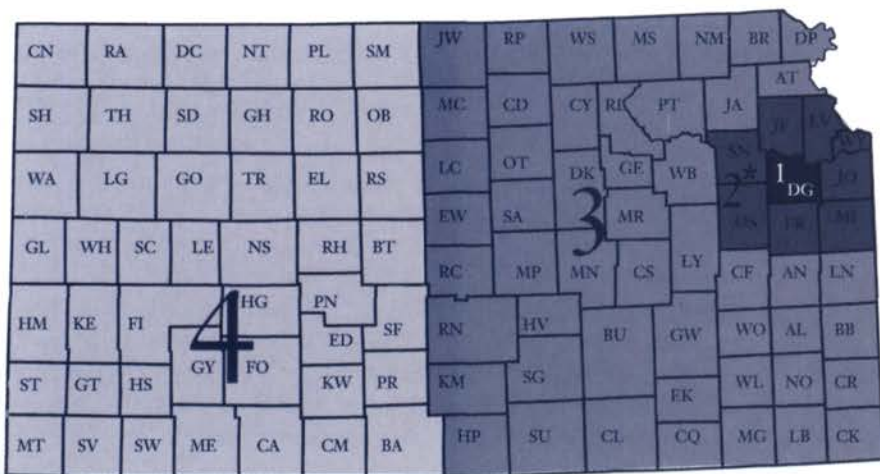 CN RA DC NT PL SM JW RP WS MS NM BR DP
AT
SH TH SD GH RO OB MC CD CY RL PT JA JF LV
WY
SN
WA LG GO TR EL RS LC OT DK GE WB 2* 1 DG JO
EW SA 3 MR OS FR MI
GL WH SC LE NS RH BT RC MP MN CS LY CF AN LN
HM KE FI HG PN SF RN HV BU GW WO AL BB
4 GY FO ED
ST GT HS KW PR KM SG EK WL NO CR
MT SV SW ME CA CM BA HP SU CL CQ MG LB CK